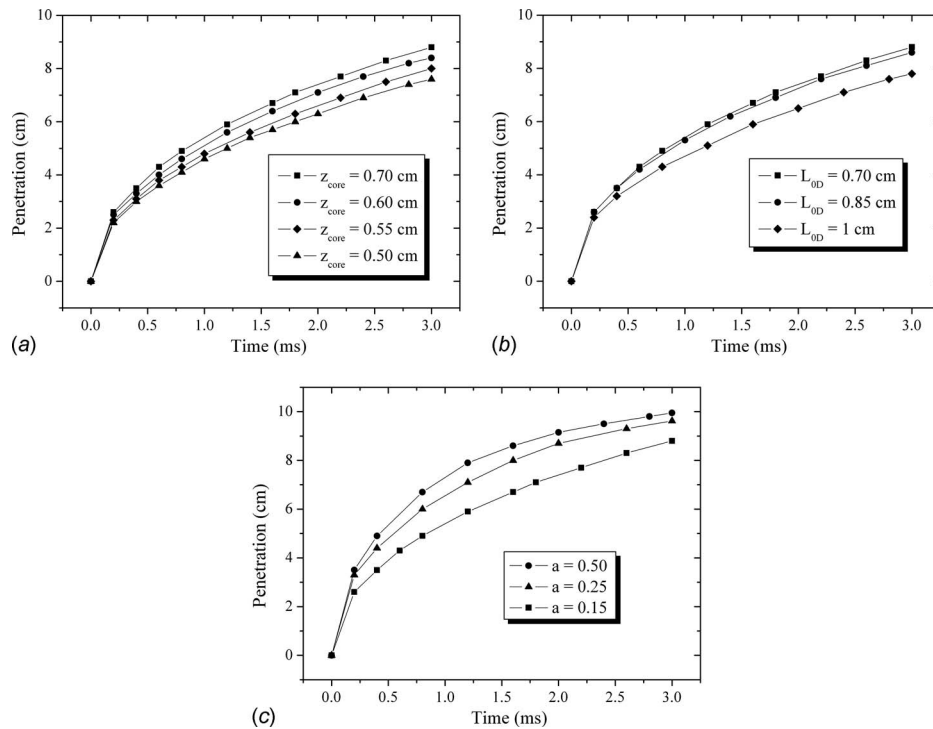 10
8
6
4
2
0
Penetration (cm)
z_core = 0.70 cm
z_core = 0.60 cm
z_core = 0.55 cm
z_core = 0.50 cm
0.0 0.5 1.0 1.5 2.0 2.5 3.0
Time (ms)
(a)
10
8
6
4
2
0
Penetration (cm)
L_0D = 0.70 cm
L_0D = 0.85 cm
L_0D = 1 cm
0.0 0.5 1.0 1.5 2.0 2.5 3.0
Time (ms)
(b)
10
8
6
4
2
0
Penetration (cm)
a = 0.50
a = 0.25
a = 0.15
0.0 0.5 1.0 1.5 2.0 2.5 3.0
Time (ms)
(c)